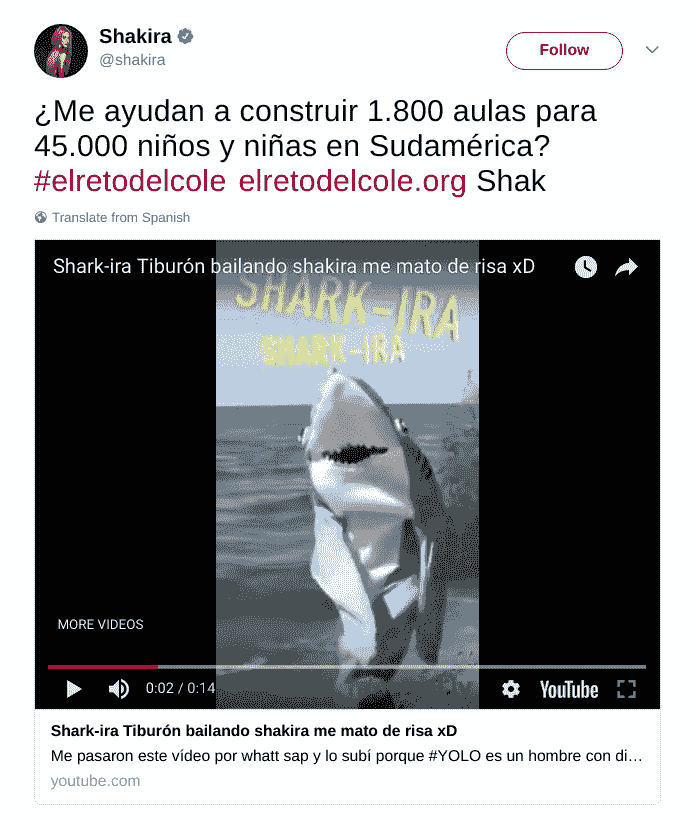 Shakira
@shakira
Follow
¿Me ayudan a construir 1.800 aulas para
45.000 niños y niñas en Sudamérica?
#elretodelcole elretodelcole.org Shak
Translate from Spanish
Shark-ira Tiburón bailando shakira me mato de risa xD
SHARK-IRA
SHARK-IRA
MORE VIDEOS
0:02 / 0:14
YouTube
Shark-ira Tiburón bailando shakira me mato de risa xD
Me pasaron este vídeo por whatt sap y lo subí porque #YOLO es un hombre con di…
youtube.com